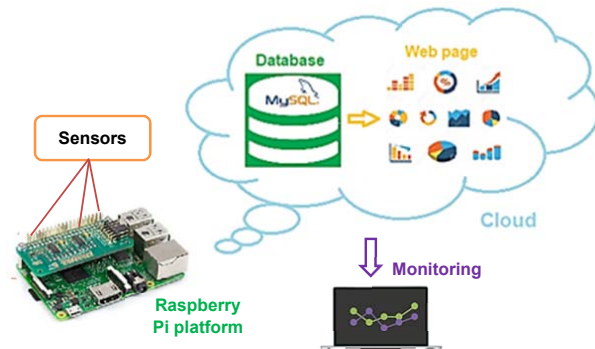 Database
Web page
MySQL
Sensors
Cloud
Monitoring
Raspberry
Pi platform